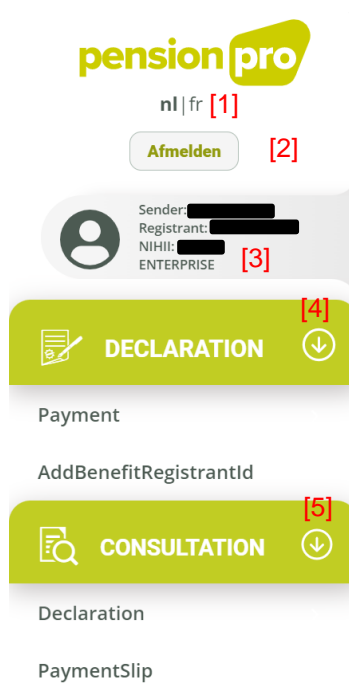 pension pro
nl|fr [1]
Afmelden [2]
Sender:
Registrant:
NIHII:
ENTERPRISE [3]
[4]
DECLARATION
Payment
AddBenefitRegistrantId
[5]
CONSULTATION
Declaration
PaymentSlip